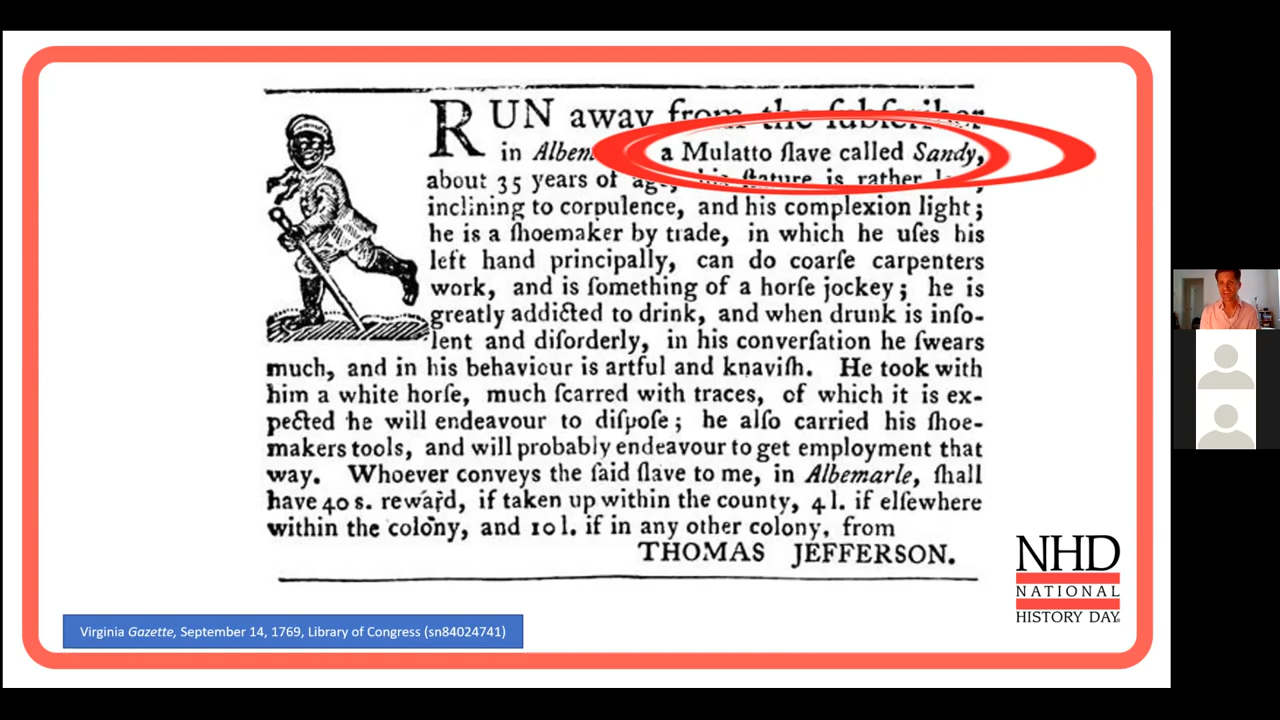 RUN away from the ſubſcriber
in Albem a Mulatto ſlave called Sandy,
about 35 years of age, his ſtature is rather
inclining to corpulence, and his complexion light;
he is a ſhoemaker by trade, in which he uſes his
left hand principally, can do coarſe carpenters
work, and is ſomething of a horſe jockey; he is
greatly addicted to drink, and when drunk is inſo-
lent and diſorderly, in his converſation he ſwears
much, and in his behaviour is artful and knaviſh. He took with
him a white horſe, much ſcarred with traces, of which it is ex-
pected he will endeavour to diſpoſe; he alſo carried his ſhoe-
makers tools, and will probably endeavour to get employment that
way. Whoever conveys the ſaid ſlave to me, in Albemarle, ſhall
have 40 s. reward, if taken up within the county, 4 l. if elſewhere
within the colony, and 10 l. if in any other colony, from
THOMAS JEFFERSON.
Virginia Gazette, September 14, 1769, Library of Congress (sn84024741)
NHD
NATIONAL
HISTORY DAY